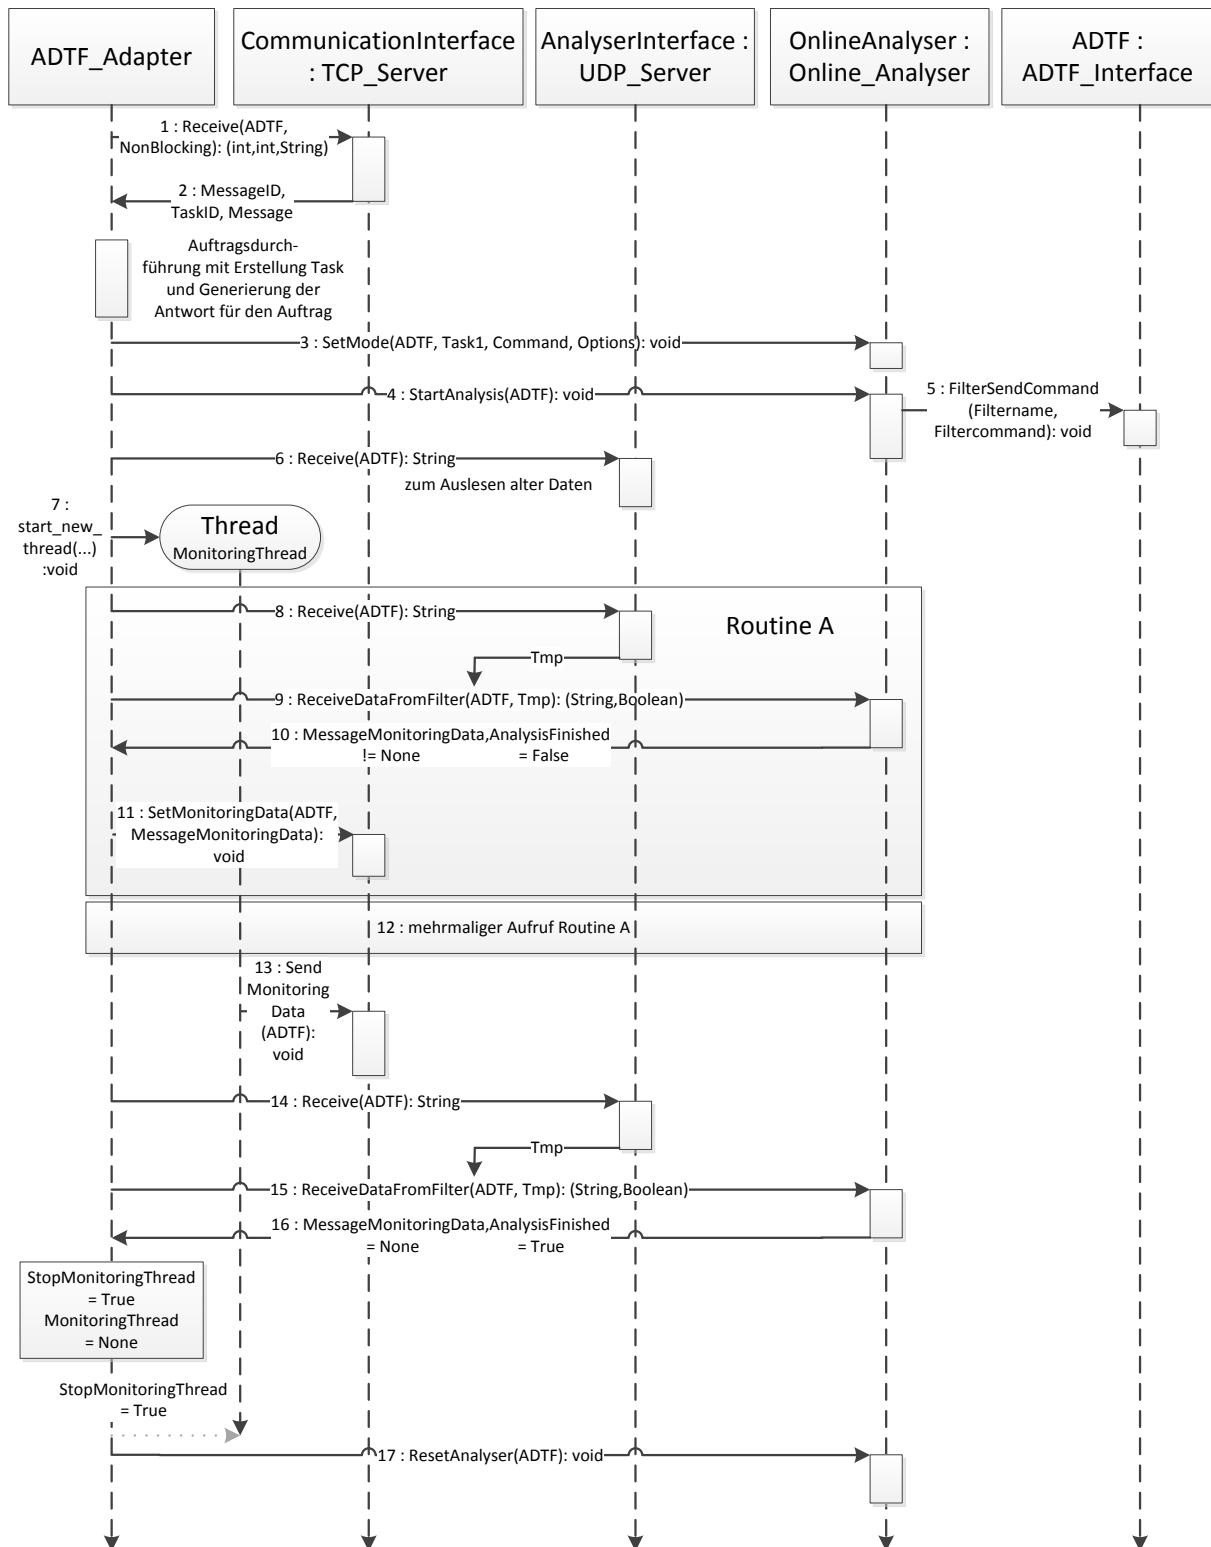 ADTF_Adapter
CommunicationInterface
: TCP_Server
AnalyserInterface :
UDP_Server
OnlineAnalyser :
Online_Analyser
ADTF :
ADTF_Interface
1 : Receive(ADTF,
NonBlocking): (int,int,String)
2 : MessageID,
TaskID, Message
Auftragsdurch-
führung mit Erstellung Task
und Generierung der
Antwort für den Auftrag
3 : SetMode(ADTF, Task1, Command, Options): void
4 : StartAnalysis(ADTF): void
5 : FilterSendCommand
(Filtername,
Filtercommand): void
6 : Receive(ADTF): String
zum Auslesen alter Daten
7 :
start_new_
thread(...)
:void
Thread
MonitoringThread
Routine A
8 : Receive(ADTF): String
Tmp
9 : ReceiveDataFromFilter(ADTF, Tmp): (String,Boolean)
10 : MessageMonitoringData,AnalysisFinished
!= None = False
11 : SetMonitoringData(ADTF,
MessageMonitoringData):
void
12 : mehrmaliger Aufruf Routine A
13 : Send
Monitoring
Data
(ADTF):
void
14 : Receive(ADTF): String
Tmp
15 : ReceiveDataFromFilter(ADTF, Tmp): (String,Boolean)
16 : MessageMonitoringData,AnalysisFinished
= None = True
StopMonitoringThread
= True
MonitoringThread
= None
StopMonitoringThread
= True
17 : ResetAnalyser(ADTF): void